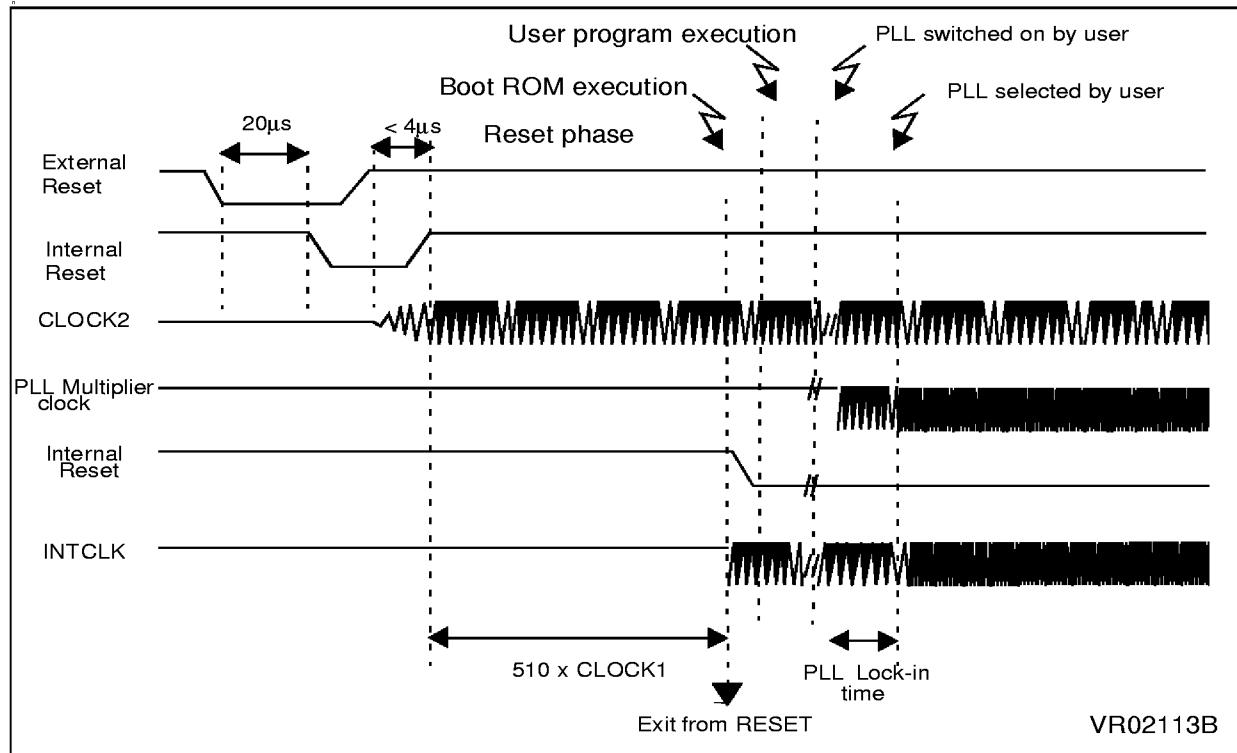 User program execution
PLL switched on by user
Boot ROM execution
PLL selected by user
20µs
< 4µs
Reset phase
External
Reset
Internal
Reset
CLOCK2
PLL Multiplier
clock
Internal
Reset
INTCLK
510 x CLOCK1
PLL Lock-in
time
Exit from RESET
VR02113B